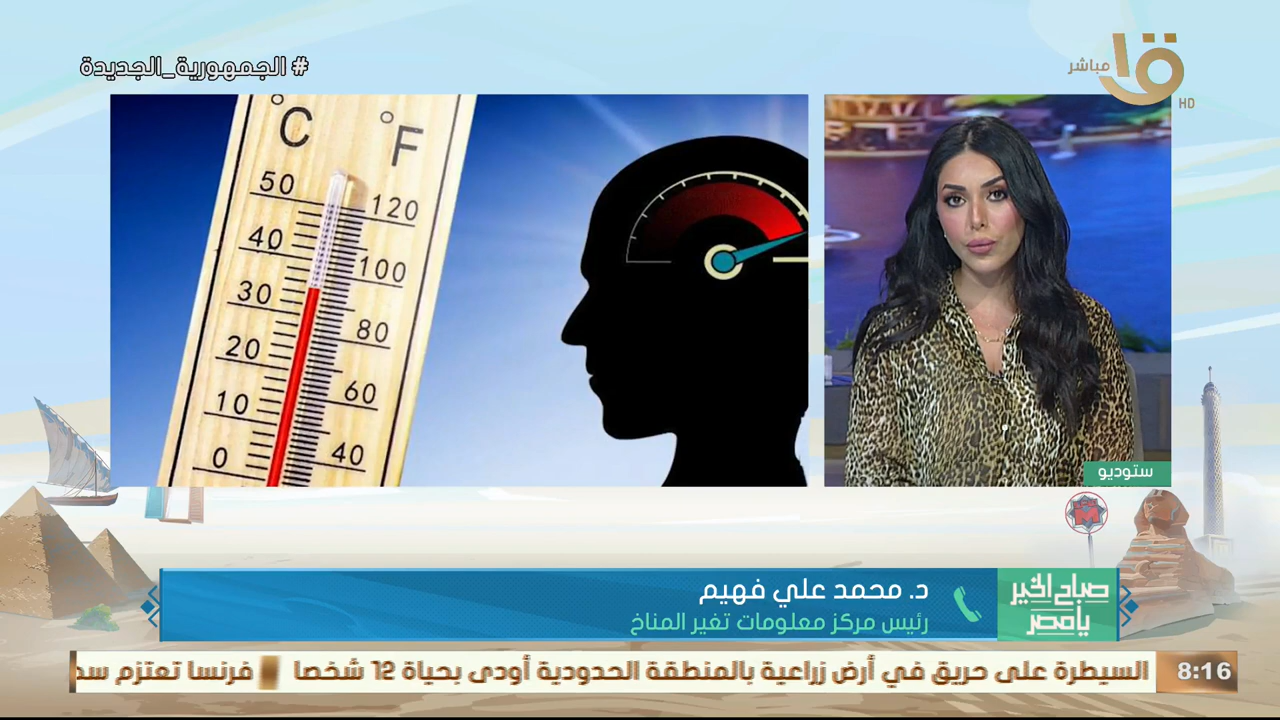 #الجمهورية_الجديدة
مباشر
HD
°C °F
50 120
40 100
30
80
20
60
10
40
0
ستوديو
صباح الخير
يا مصر
د. محمد علي فهيم
رئيس مركز معلومات تغير المناخ
8:16
السيطرة على حريق في أرض زراعية بالمنطقة الحدودية أودى بحياة 12 شخصا فرنسا تعتزم